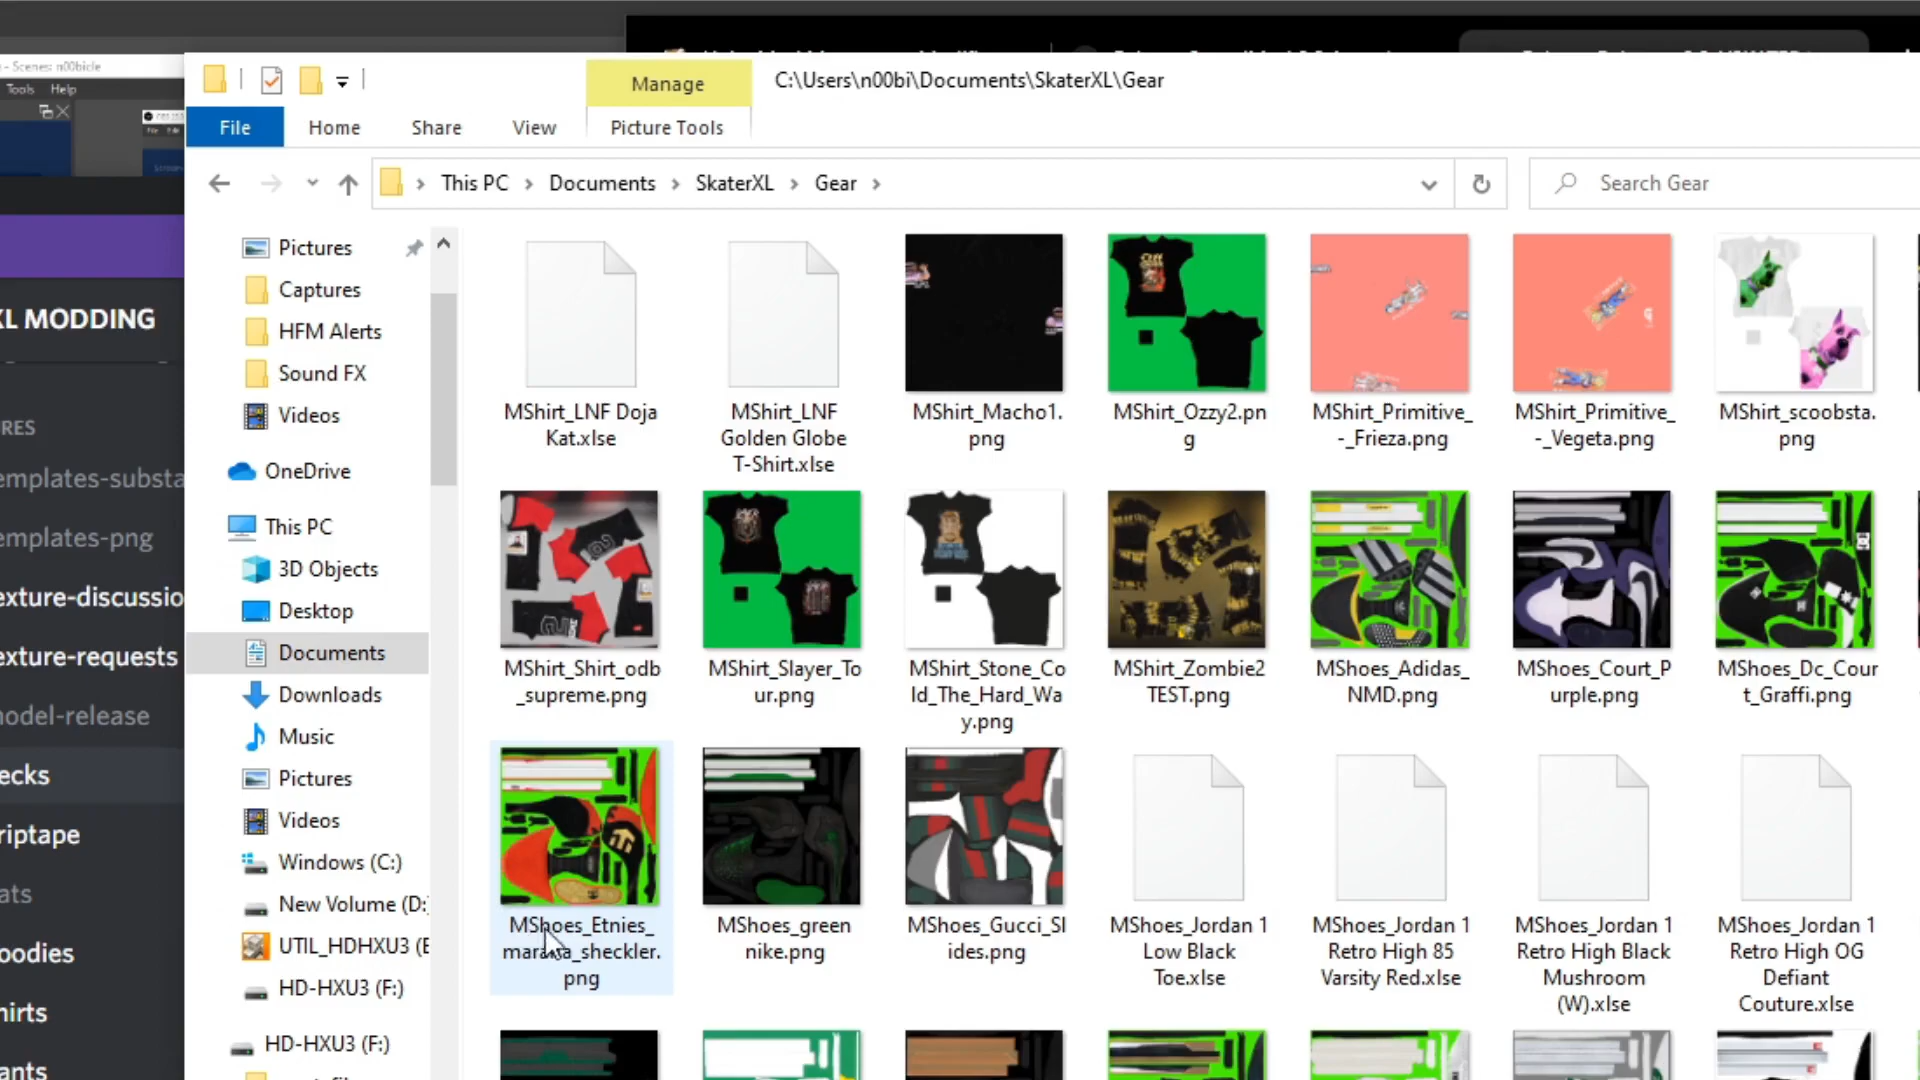 Scenes: n00bicle
Tools Help
Manage
C:\Users\n00bi\Documents\SkaterXL\Gear
File
Home
Share
View
Picture Tools
This PC
Documents
SkaterXL
Gear
Search Gear
XL MODDING
RES
emplates-substa
emplates-png
exture-discussio
exture-requests
model-release
ecks
riptape
ats
oodies
hirts
ants
Pictures
Captures
HFM Alerts
Sound FX
Videos
OneDrive
This PC
3D Objects
Desktop
Documents
Downloads
Music
Pictures
Videos
Windows (C:)
New Volume (D:)
UTIL_HDHXU3 (E
HD-HXU3 (F:)
HD-HXU3 (F:)
MShirt_LNF Doja
Kat.xlse
MShirt_LNF
Golden Globe
T-Shirt.xlse
MShirt_Macho1.
png
MShirt_Ozzy2.pn
g
MShirt_Primitive_
-_Frieza.png
MShirt_Primitive_
-_Vegeta.png
MShirt_scoobsta.
png
MShirt_Shirt_odb
_supreme.png
MShirt_Slayer_To
ur.png
MShirt_Stone_Co
ld_The_Hard_Wa
y.png
MShirt_Zombie2
TEST.png
MShoes_Adidas_
NMD.png
MShoes_Court_P
urple.png
MShoes_Dc_Cour
t_Graffi.png
MShoes_Etnies_
marana_sheckler.
png
MShoes_green
nike.png
MShoes_Gucci_Sl
ides.png
MShoes_Jordan 1
Low Black
Toe.xlse
MShoes_Jordan 1
Retro High 85
Varsity Red.xlse
MShoes_Jordan 1
Retro High Black
Mushroom
(W).xlse
MShoes_Jordan 1
Retro High OG
Defiant
Couture.xlse